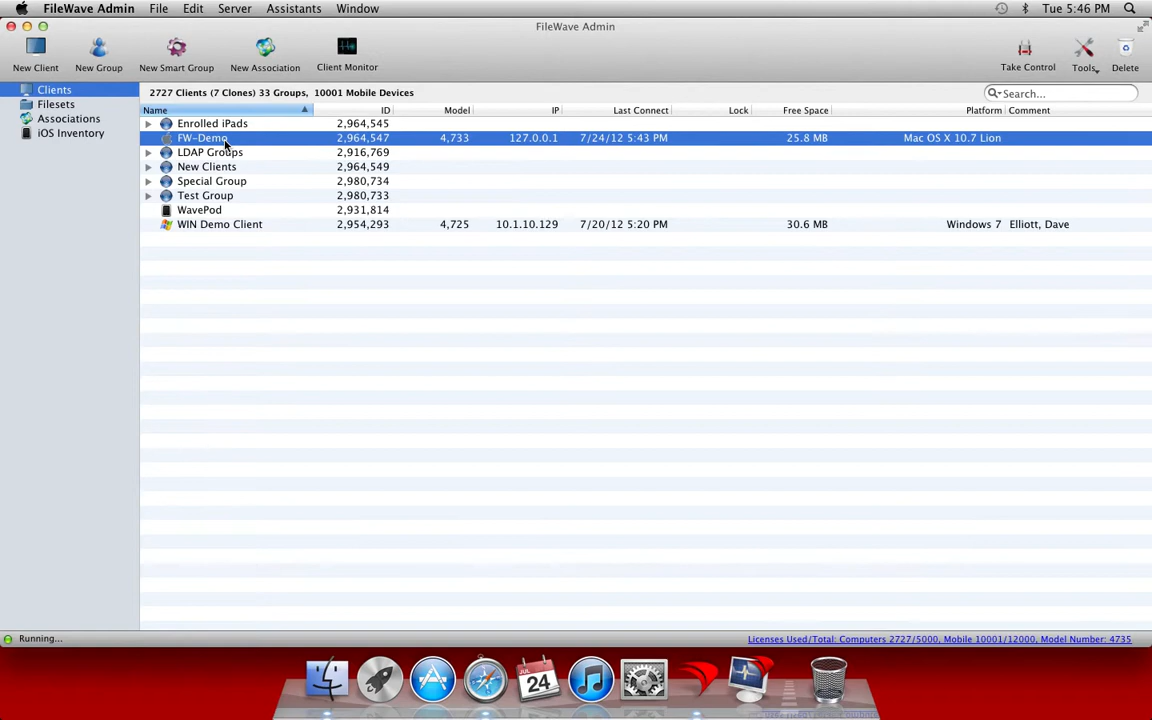 FileWave Admin File Edit Server Assistants Window Tue 5:46 PM
FileWave Admin
New Client New Group New Smart Group New Association Client Monitor Take Control Tools Delete
Clients
Filesets
Associations
iOS Inventory
2727 Clients (7 Clones) 33 Groups, 10001 Mobile Devices Search...
Name ID Model IP Last Connect Lock Free Space Platform Comment
Enrolled iPads 2,964,545
FW-Demo 2,964,547 4,733 127.0.0.1 7/24/12 5:43 PM 25.8 MB Mac OS X 10.7 Lion
LDAP Groups 2,916,769
New Clients 2,964,549
Special Group 2,980,734
Test Group 2,980,733
WavePod 2,931,814
WIN Demo Client 2,954,293 4,725 10.1.10.129 7/20/12 5:20 PM 30.6 MB Windows 7 Elliott, Dave
Running... Licenses Used/Total: Computers 2727/5000, Mobile 10001/12000, Model Number: 4735
JUL
24